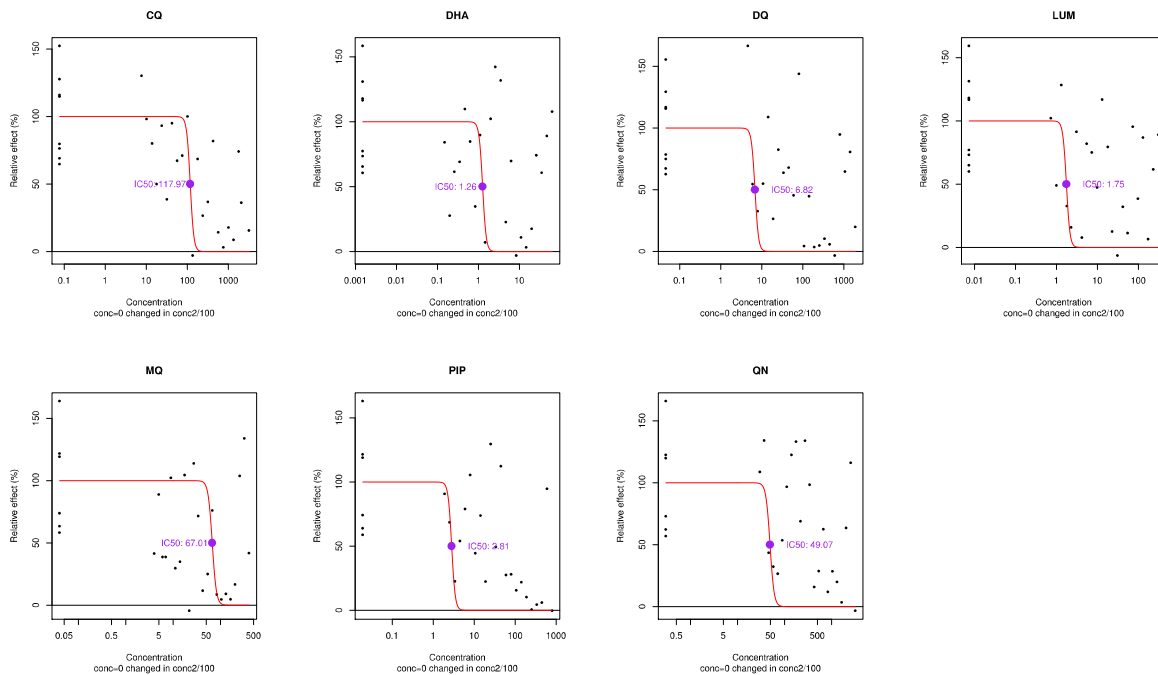 CQ
DHA
DQ
LUM
Relative effect (%)
0
50
100
150
IC50: 117.97
0.1 1 10 100 1000
Concentration
conc=0 changed in conc2/100
Relative effect (%)
0
50
100
150
IC50: 1.26
0.001 0.01 0.1 1 10
Concentration
conc=0 changed in conc2/100
Relative effect (%)
0
50
100
150
IC50: 6.82
0.1 1 10 100 1000
Concentration
conc=0 changed in conc2/100
Relative effect (%)
0
50
100
150
IC50: 1.75
0.01 0.1 1 10 100
Concentration
conc=0 changed in conc2/100
MQ
PIP
QN
Relative effect (%)
0
50
100
150
IC50: 67.01
0.05 0.5 5 50 500
Concentration
conc=0 changed in conc2/100
Relative effect (%)
0
50
100
150
IC50: 2.81
0.1 1 10 100 1000
Concentration
conc=0 changed in conc2/100
Relative effect (%)
0
50
100
150
IC50: 49.07
0.5 5 50 500
Concentration
conc=0 changed in conc2/100